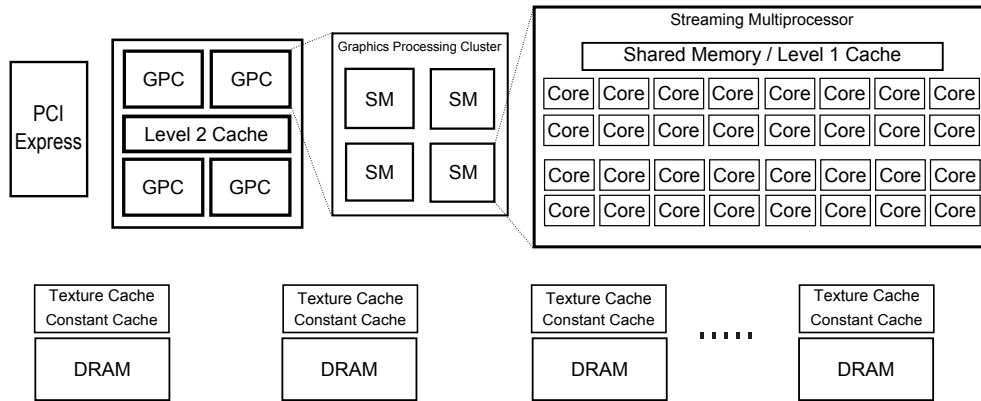 Streaming Multiprocessor
Graphics Processing Cluster
Shared Memory / Level 1 Cache
PCI
Express
GPC GPC
Level 2 Cache
GPC GPC
SM SM
SM SM
Core Core Core Core Core Core Core Core
Core Core Core Core Core Core Core Core
Core Core Core Core Core Core Core Core
Core Core Core Core Core Core Core Core
Texture Cache
Constant Cache
DRAM
Texture Cache
Constant Cache
DRAM
Texture Cache
Constant Cache
DRAM
Texture Cache
Constant Cache
DRAM